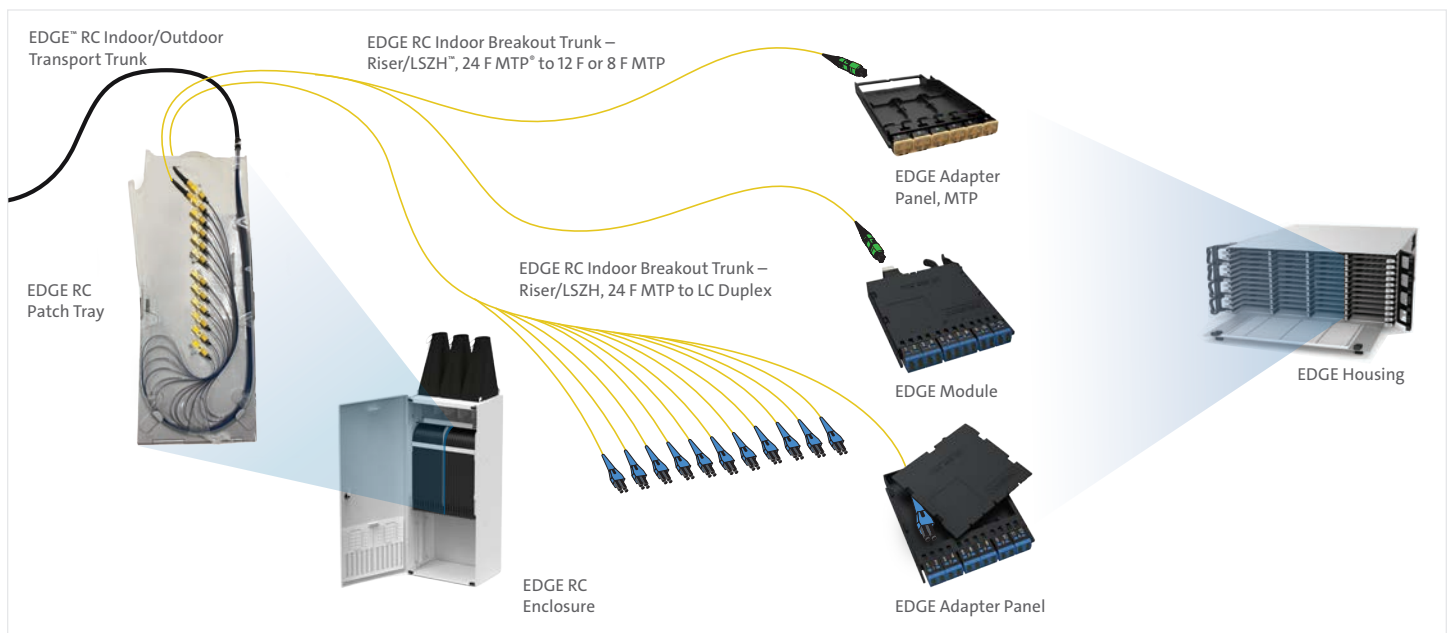 EDGE™ RC Indoor/Outdoor
Transport Trunk
EDGE RC Indoor Breakout Trunk –
Riser/LSZH™, 24 F MTP® to 12 F or 8 F MTP
EDGE Adapter
Panel, MTP
EDGE RC
Patch Tray
EDGE RC Indoor Breakout Trunk –
Riser/LSZH, 24 F MTP to LC Duplex
EDGE Module
EDGE Housing
EDGE RC
Enclosure
EDGE Adapter Panel